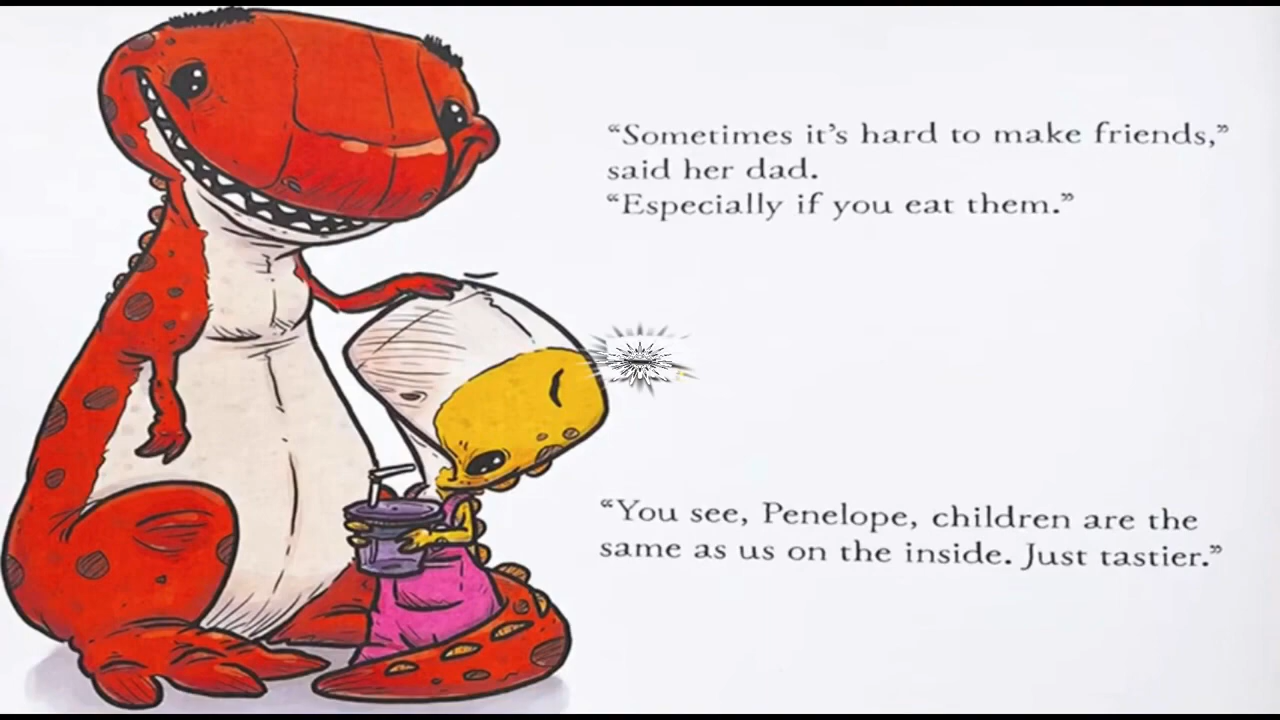 “Sometimes it’s hard to make friends,”
said her dad.
“Especially if you eat them.”
“You see, Penelope, children are the
same as us on the inside. Just tastier.”